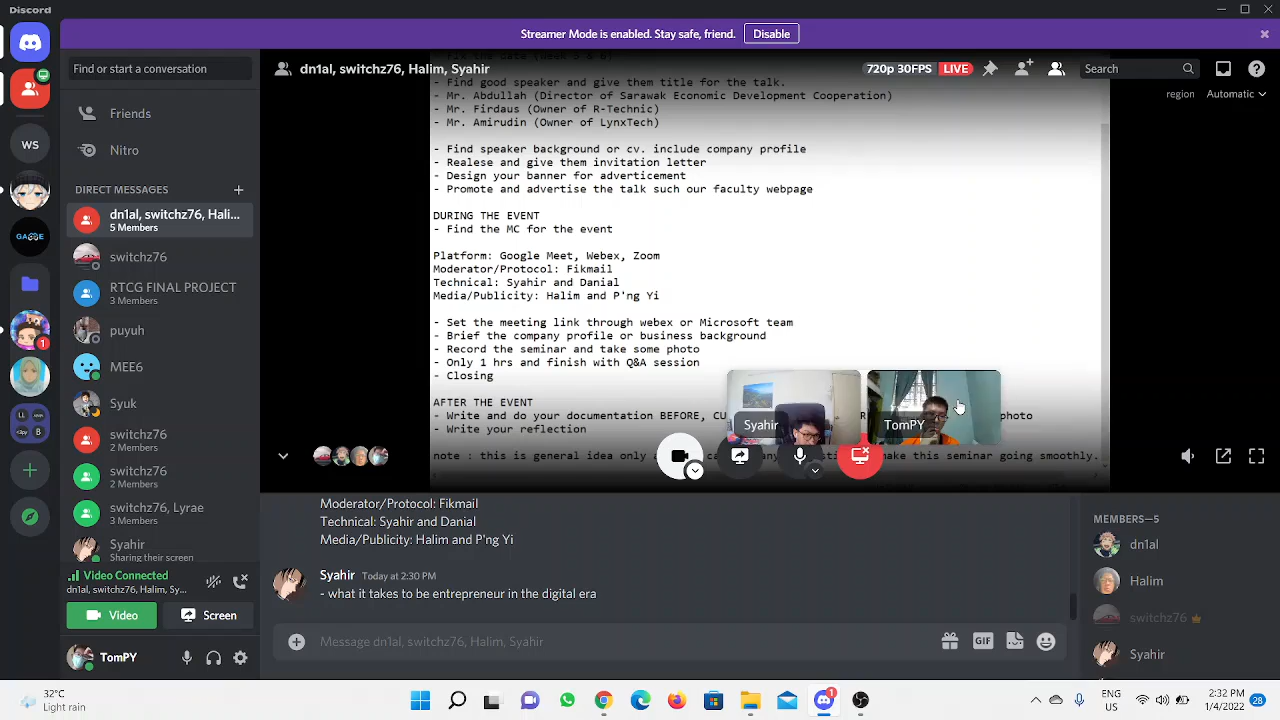 Discord
Streamer Mode is enabled. Stay safe, friend. Disable
Find or start a conversation
dn1al, switchz76, Halim, Syahir
720p 30FPS LIVE
Search
region Automatic
Friends
Nitro
DIRECT MESSAGES
dn1al, switchz76, Hali...
5 Members
switchz76
RTCG FINAL PROJECT
3 Members
puyuh
MEE6
Syuk
switchz76
2 Members
switchz76
2 Members
switchz76, Lyrae
3 Members
Syahir
Sharing their screen
Video Connected
dn1al, switchz76, Halim, Sy...
Video
Screen
TomPY
WS
GAME
1
- Find good speaker and give them title for the talk.
- Mr. Abdullah (Director of Sarawak Economic Development Cooperation)
- Mr. Firdaus (Owner of R-Technic)
- Mr. Amirudin (Owner of LynxTech)
- Find speaker background or cv. include company profile
- Realese and give them invitation letter
- Design your banner for adverticement
- Promote and advertise the talk such our faculty webpage
DURING THE EVENT
- Find the MC for the event
Platform: Google Meet, Webex, Zoom
Moderator/Protocol: Fikmail
Technical: Syahir and Danial
Media/Publicity: Halim and P'ng Yi
- Set the meeting link through webex or Microsoft team
- Brief the company profile or business background
- Record the seminar and take some photo
- Only 1 hrs and finish with Q&A session
- Closing
AFTER THE EVENT
- Write and do your documentation BEFORE, photo
- Write your reflection
note : this is general idea only make this seminar going smoothly.
Syahir
TomPY
Moderator/Protocol: Fikmail
Technical: Syahir and Danial
Media/Publicity: Halim and P'ng Yi
Syahir Today at 2:30 PM
- what it takes to be entrepreneur in the digital era
Message dn1al, switchz76, Halim, Syahir
GIF
MEMBERS—5
dn1al
Halim
switchz76
Syahir
32°C
Light rain
1
ENG
US
2:32 PM
1/4/2022
28